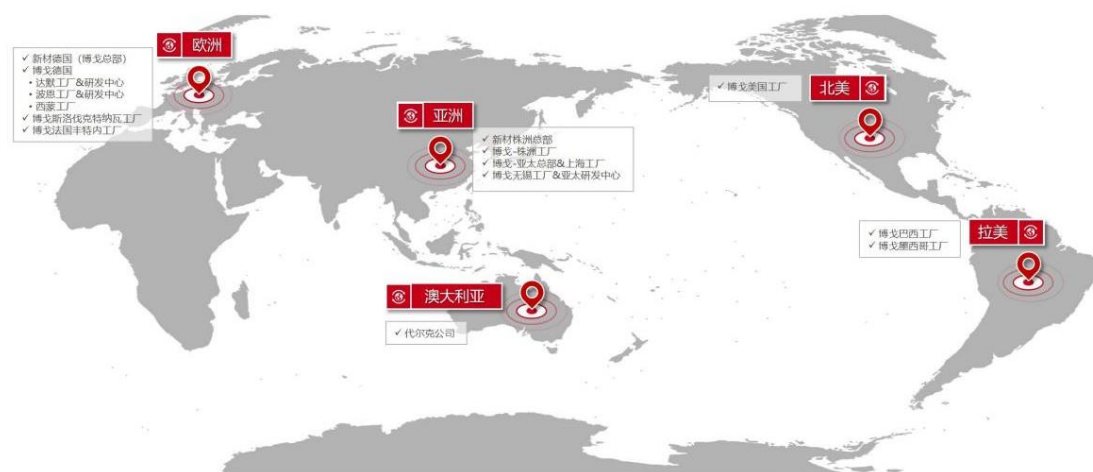 欧洲
✓ 新材德国（博戈总部）
✓ 博戈德国
• 达默工厂&研发中心
• 波恩工厂&研发中心
• 西蒙工厂
✓ 博戈斯洛伐克特纳瓦工厂
✓ 博戈法国丰特内工厂
亚洲
✓ 新材株洲总部
✓ 博戈-株洲工厂
✓ 博戈-亚太总部&上海工厂
✓ 博戈无锡工厂&亚太研发中心
北美
✓ 博戈美国工厂
拉美
✓ 博戈巴西工厂
✓ 博戈墨西哥工厂
澳大利亚
✓ 代尔克公司